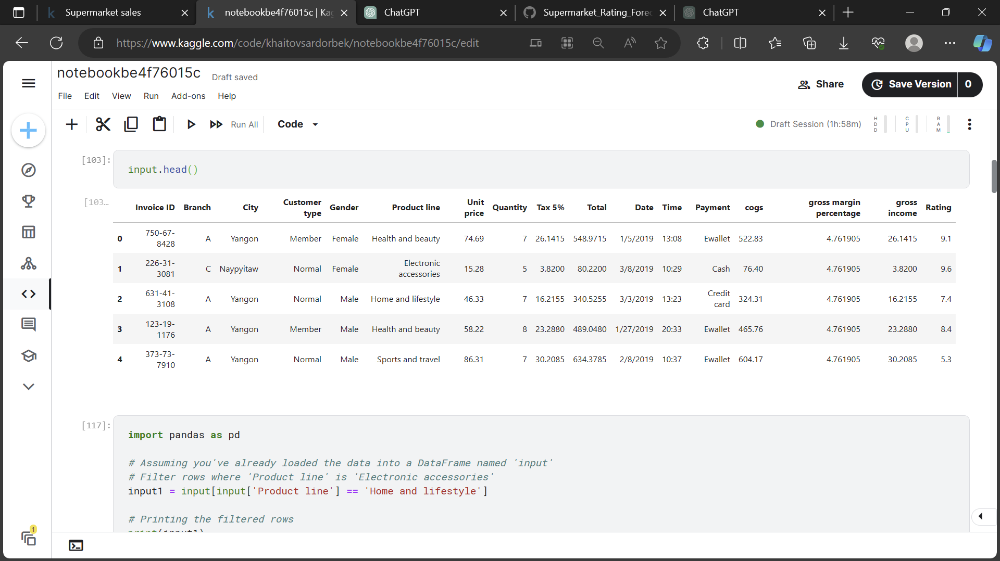 Supermarket sales
notebookbe4f76015c | Kag
ChatGPT
Supermarket_Rating_Forec
ChatGPT
https://www.kaggle.com/code/khaitovsardorbek/notebookbe4f76015c/edit
notebookbe4f76015c Draft saved
File Edit View Run Add-ons Help
Share
Save Version 0
Run All Code
Draft Session (1h:58m) HDD CPU RAM
[103]: input.head()
[103...
Invoice ID Branch City Customer type Gender Product line Unit price Quantity Tax 5% Total Date Time Payment cogs gross margin percentage gross income Rating
0 750-67-8428 A Yangon Member Female Health and beauty 74.69 7 26.1415 548.9715 1/5/2019 13:08 Ewallet 522.83 4.761905 26.1415 9.1
1 226-31-3081 C Naypyitaw Normal Female Electronic accessories 15.28 5 3.8200 80.2200 3/8/2019 10:29 Cash 76.40 4.761905 3.8200 9.6
2 631-41-3108 A Yangon Normal Male Home and lifestyle 46.33 7 16.2155 340.5255 3/3/2019 13:23 Credit card 324.31 4.761905 16.2155 7.4
3 123-19-1176 A Yangon Member Male Health and beauty 58.22 8 23.2880 489.0480 1/27/2019 20:33 Ewallet 465.76 4.761905 23.2880 8.4
4 373-73-7910 A Yangon Normal Male Sports and travel 86.31 7 30.2085 634.3785 2/8/2019 10:37 Ewallet 604.17 4.761905 30.2085 5.3
[117]: import pandas as pd
# Assuming you've already loaded the data into a DataFrame named 'input'
# Filter rows where 'Product line' is 'Electronic accessories'
input1 = input[input['Product line'] == 'Home and lifestyle']
# Printing the filtered rows
print(input1)
1